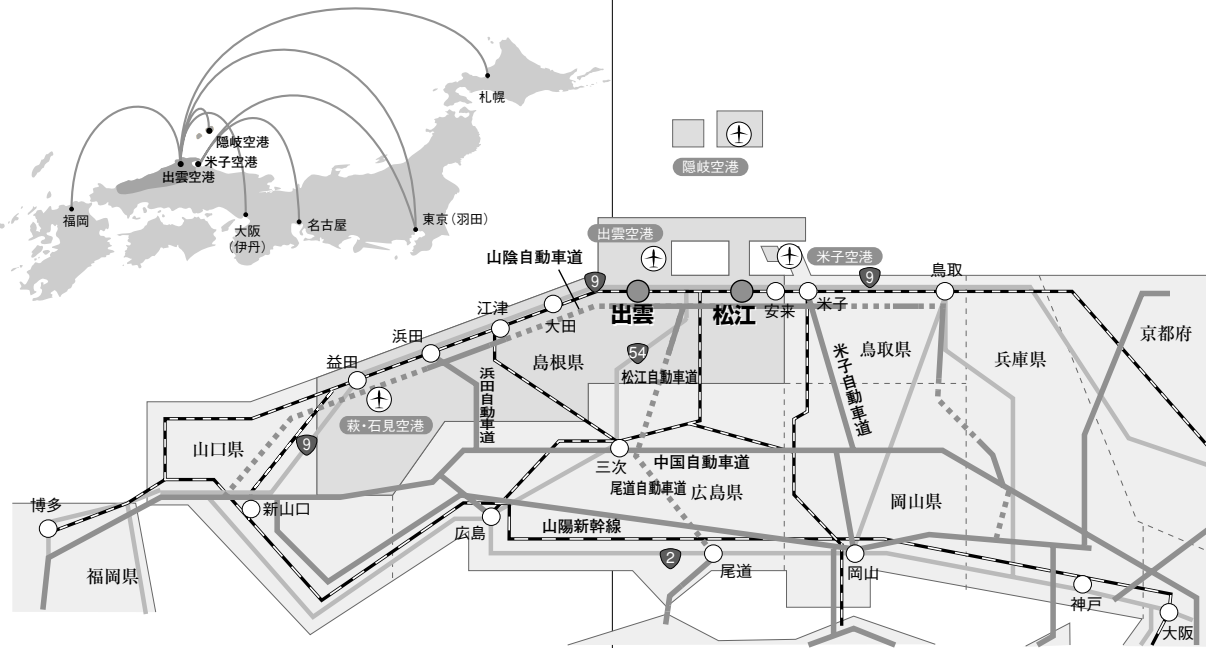 札幌
隠岐空港
米子空港
出雲空港
福岡
大阪
（伊丹）
名古屋
東京（羽田）
隠岐空港
出雲空港
米子空港
山陰自動車道
9
9
鳥取
江津
大田
出雲
松江
安来
米子
浜田
益田
島根県
54
松江自動車道
米子自動車道
鳥取県
兵庫県
京都府
浜田自動車道
萩・石見空港
山口県
9
三次
中国自動車道
尾道自動車道
広島県
岡山県
博多
新山口
広島
山陽新幹線
2
尾道
岡山
福岡県
神戸
大阪